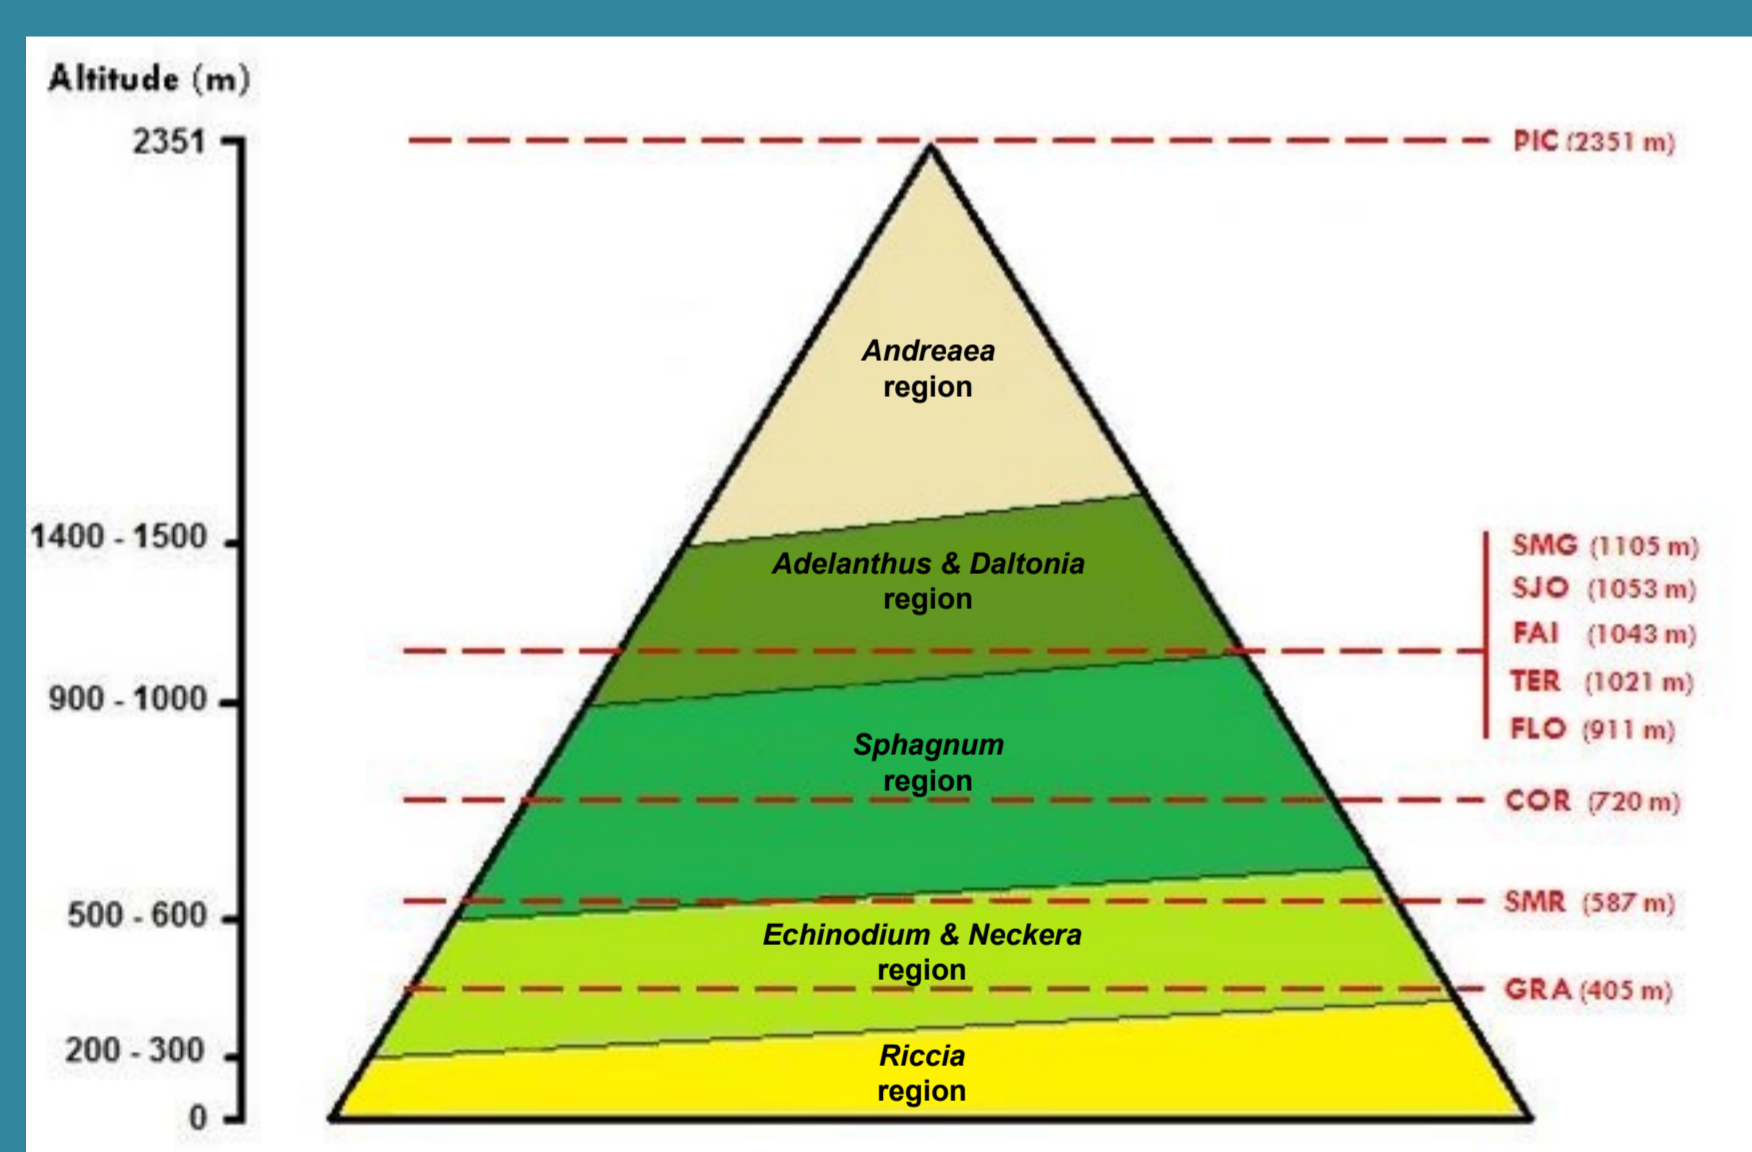 Altitude (m)
2351
PIC (2351 m)
Andreaea
region
1400 - 1500
SMG (1105 m)
Adelanthus & Daltonia
region
SJO (1053 m)
FAI (1043 m)
900 - 1000
TER (1021 m)
FLO (911 m)
Sphagnum
region
COR (720 m)
500 - 600
SMR (587 m)
Echinodium & Neckera
region
GRA (405 m)
200 - 300
Riccia
region
0